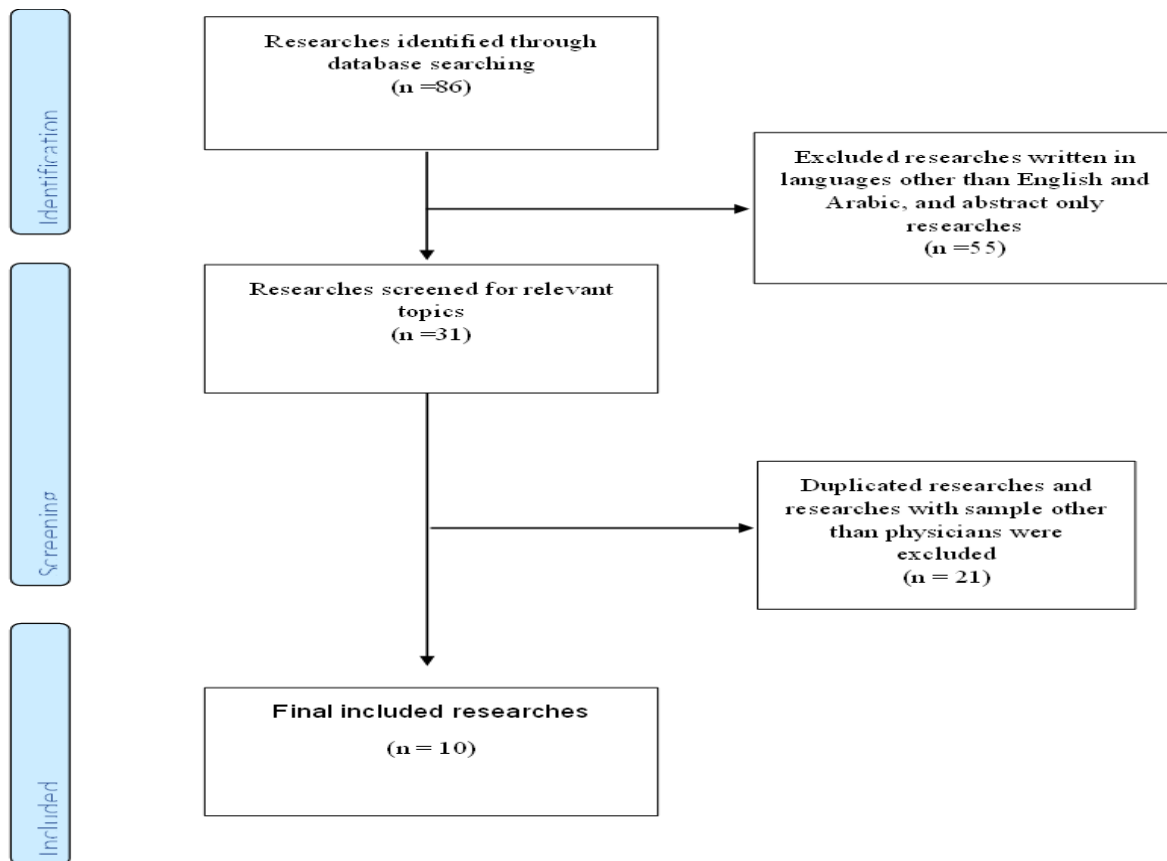 Identification
Researches identified through
database searching
(n =86)
Excluded researches written in
languages other than English and
Arabic, and abstract only
researches
(n =55)
Screening
Researches screened for relevant
topics
(n =31)
Duplicated researches and
researches with sample other
than physicians were
excluded
(n = 21)
Included
Final included researches
(n = 10)